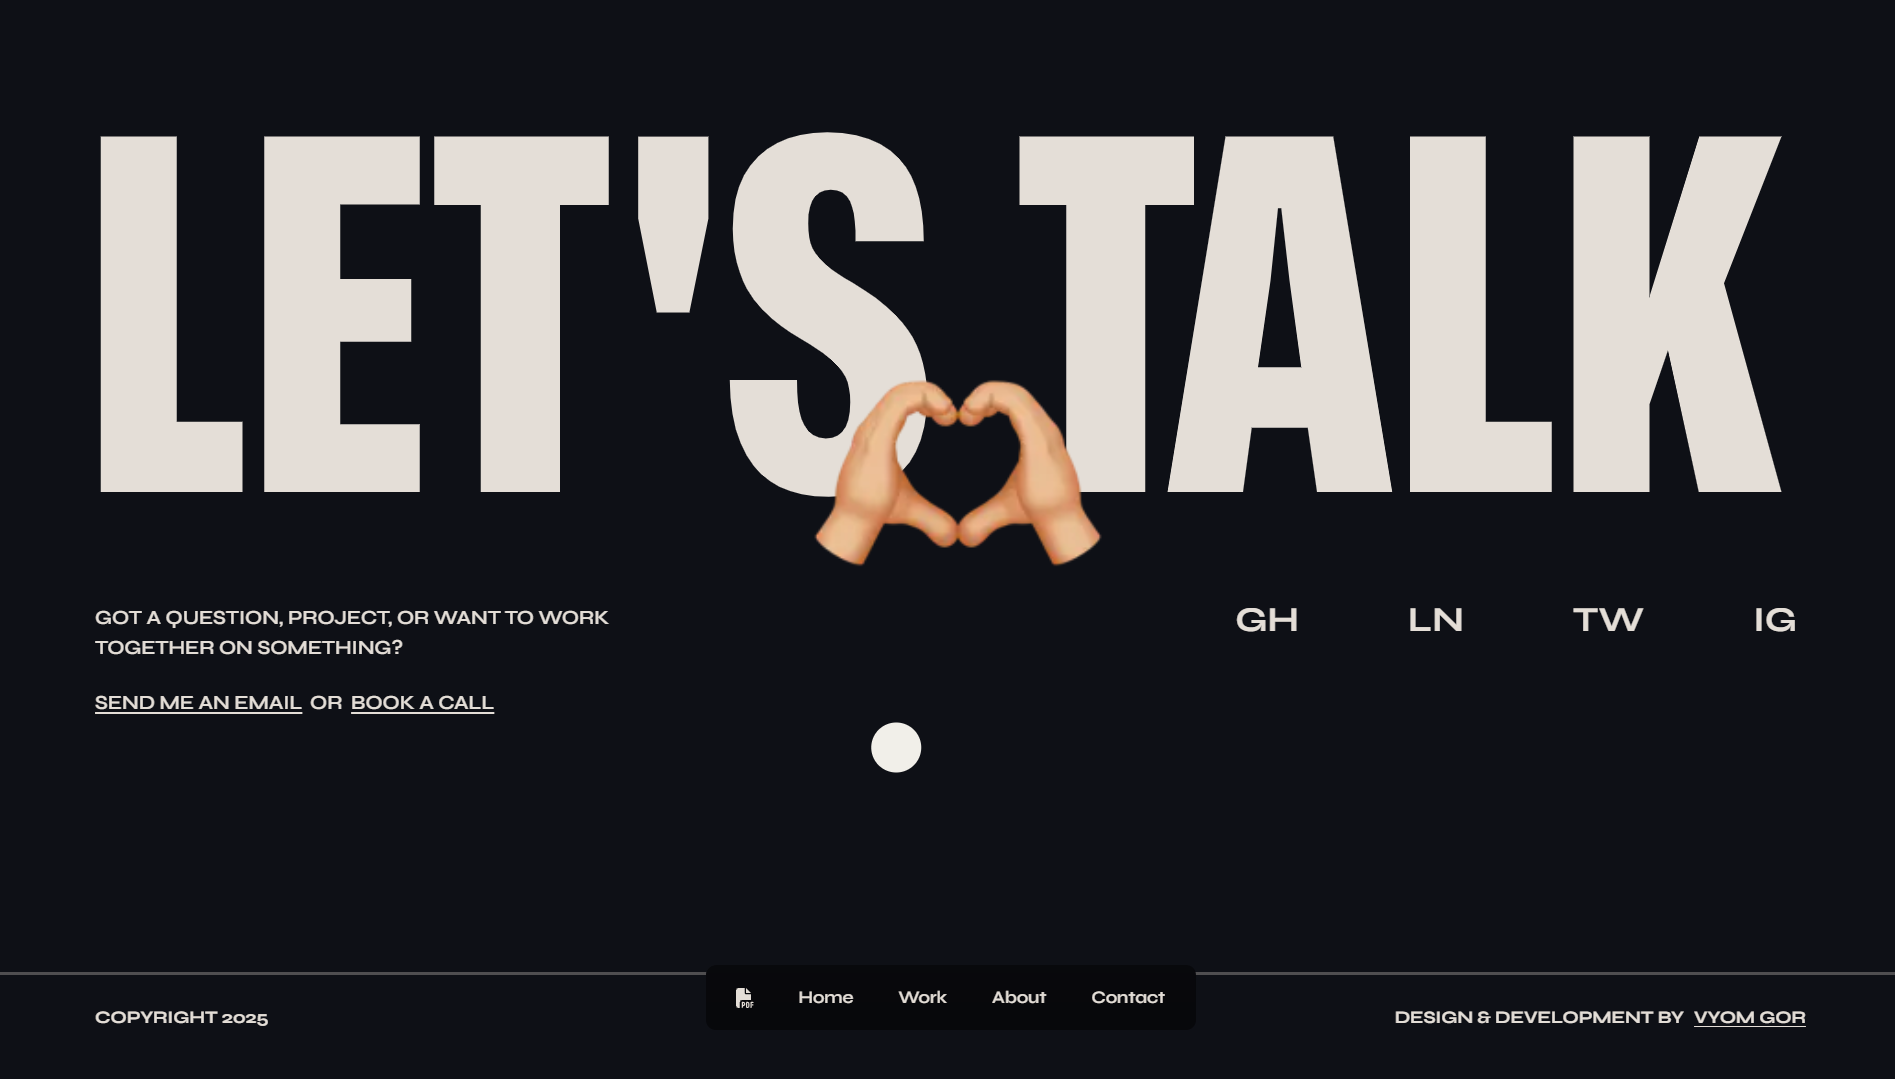 LET'S TALK
GOT A QUESTION, PROJECT, OR WANT TO WORK
TOGETHER ON SOMETHING?
SEND ME AN EMAIL OR BOOK A CALL
GH LN TW IG
PDF Home Work About Contact
COPYRIGHT 2025
DESIGN & DEVELOPMENT BY VYOM GOR